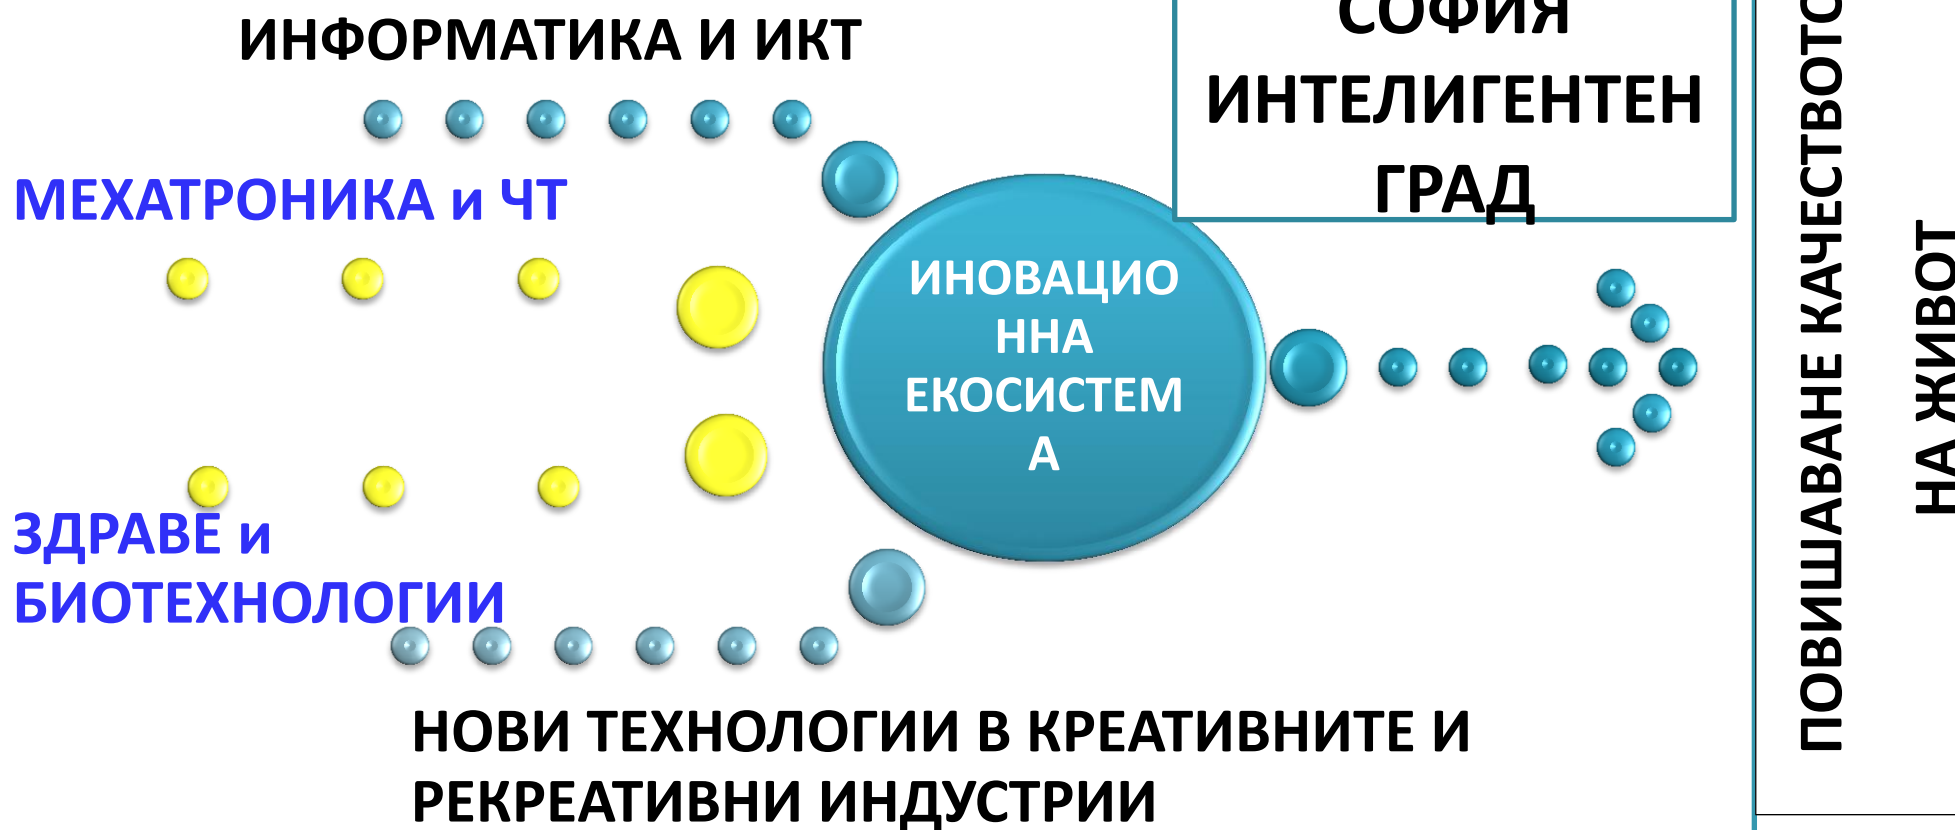 ИНФОРМАТИКА И ИКТ
СОФИЯ
ИНТЕЛИГЕНТЕН
ГРАД
МЕХАТРОНИКА и ЧТ
ИНОВАЦИО
ННА
ЕКОСИСТЕМ
А
ЗДРАВЕ и
БИОТЕХНОЛОГИИ
НОВИ ТЕХНОЛОГИИ В КРЕАТИВНИТЕ И
РЕКРЕАТИВНИ ИНДУСТРИИ
ПОВИШАВАНЕ КАЧЕСТВОТО
НА ЖИВОТ